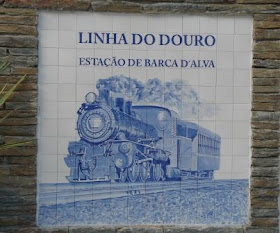 LINHA DO DOURO
ESTAÇÃO DE BARCA D'ALVA